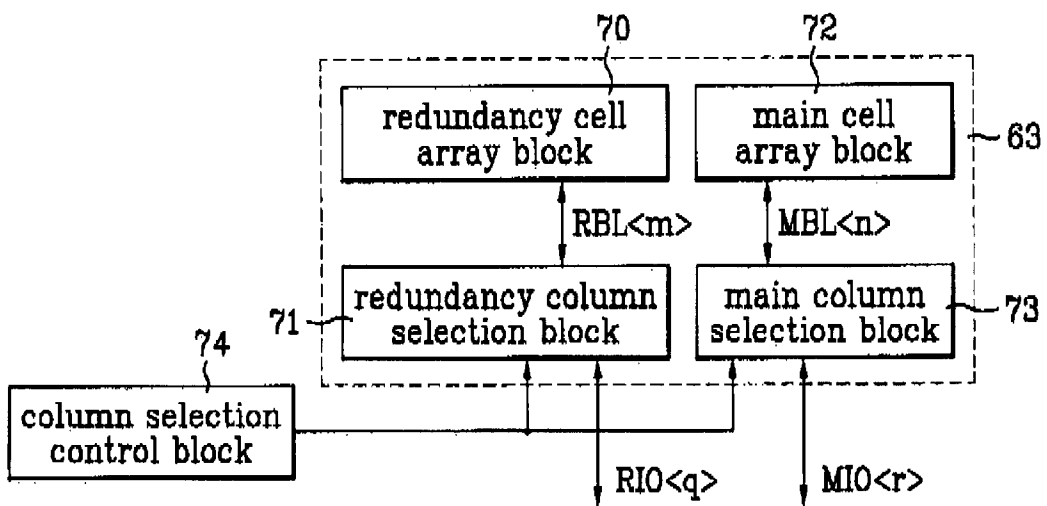 70
72
redundancy cell
array block
main cell
array block
63
RBL<m>
MBL<n>
redundancy column
selection block
main column
selection block
71
73
74
column selection
control block
RIO<q>
MIO<r>